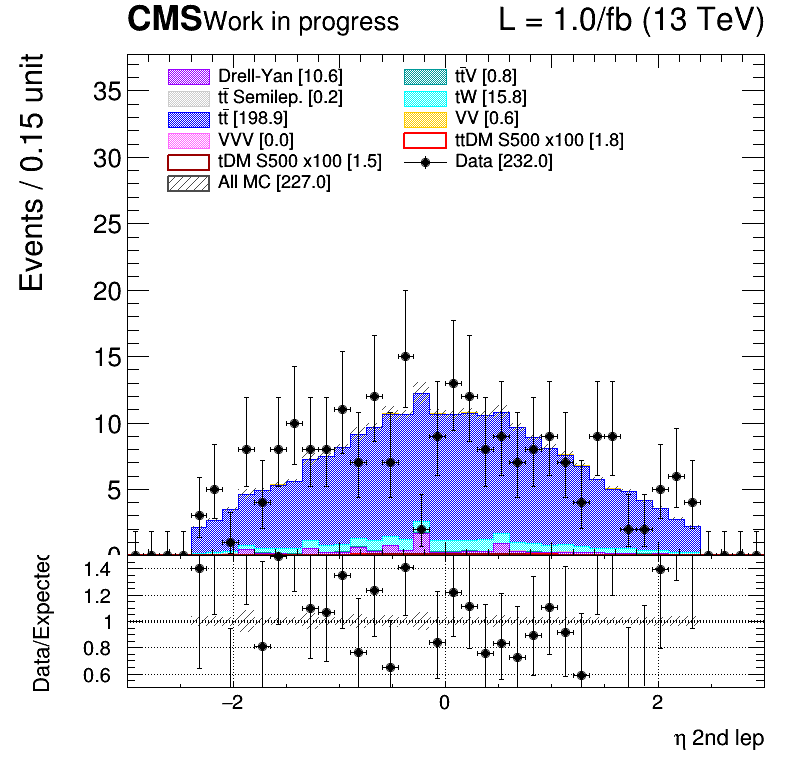 CMS Work in progress L = 1.0/fb (13 TeV)
Events / 0.15 unit
35
30
25
20
15
10
5
0
Drell-Yan [10.6] tt̄V [0.8]
tt̄ Semilep. [0.2] tW [15.8]
tt̄ [198.9] VV [0.6]
VVV [0.0] ttDM S500 x100 [1.8]
tDM S500 x100 [1.5] Data [232.0]
All MC [227.0]
Data/Expected
1.4
1.2
1
0.8
0.6
−2 0 2
η 2nd lep